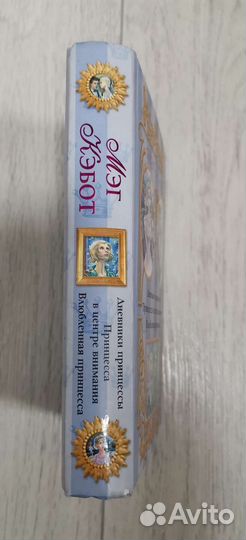 Мэг
Кэбот
Дневники принцессы
Принцесса
в центре внимания
Влюбленная принцесса
Avito